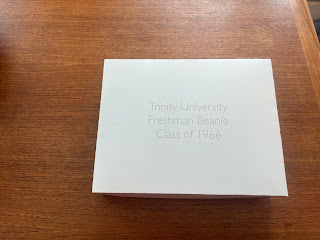 Trinity University
Freshman Beanie
Class of 1966